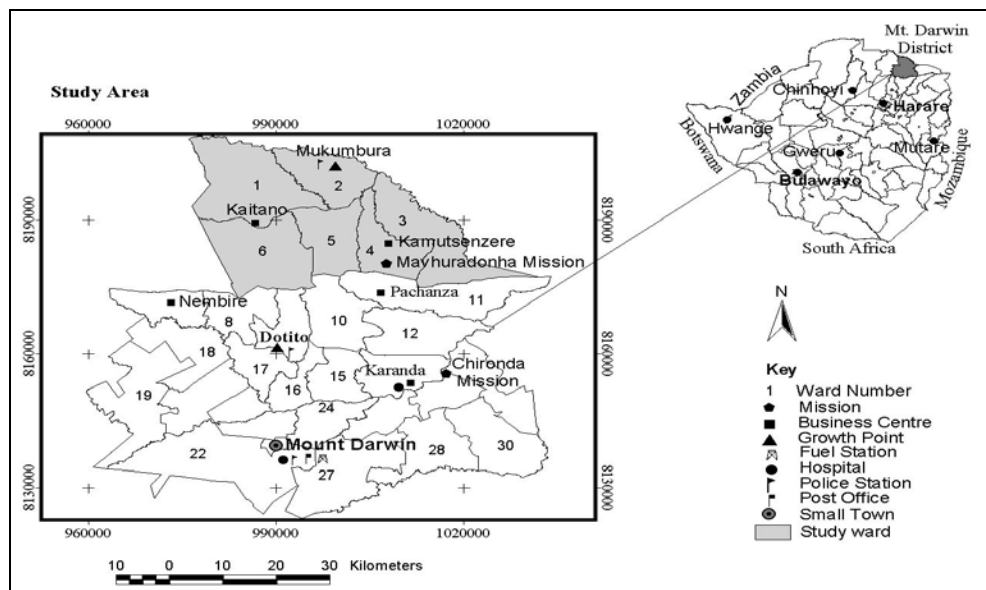 Study Area
960000 990000 1020000
8190000
8160000
8130000
8190000
8160000
8130000
Mukumbura
1
2
Kaitano
3
5
4
6
Kamutsenzere
Mavhuradonha Mission
Pachanza
11
Nembire
8
10
12
18
Dotito
17
15
Karanda
Chironda
Mission
19
16
24
22
Mount Darwin
27
28
30
960000 990000 1020000
10 0 10 20 30 Kilometers
Mt. Darwin
District
Zambia
Chinhoyi
Harare
Hwange
Botswana
Gweru
Mutare
Bulawayo
Mozambique
South Africa
N
Key
1 Ward Number
Mission
Business Centre
Growth Point
Fuel Station
Hospital
Police Station
Post Office
Small Town
Study ward